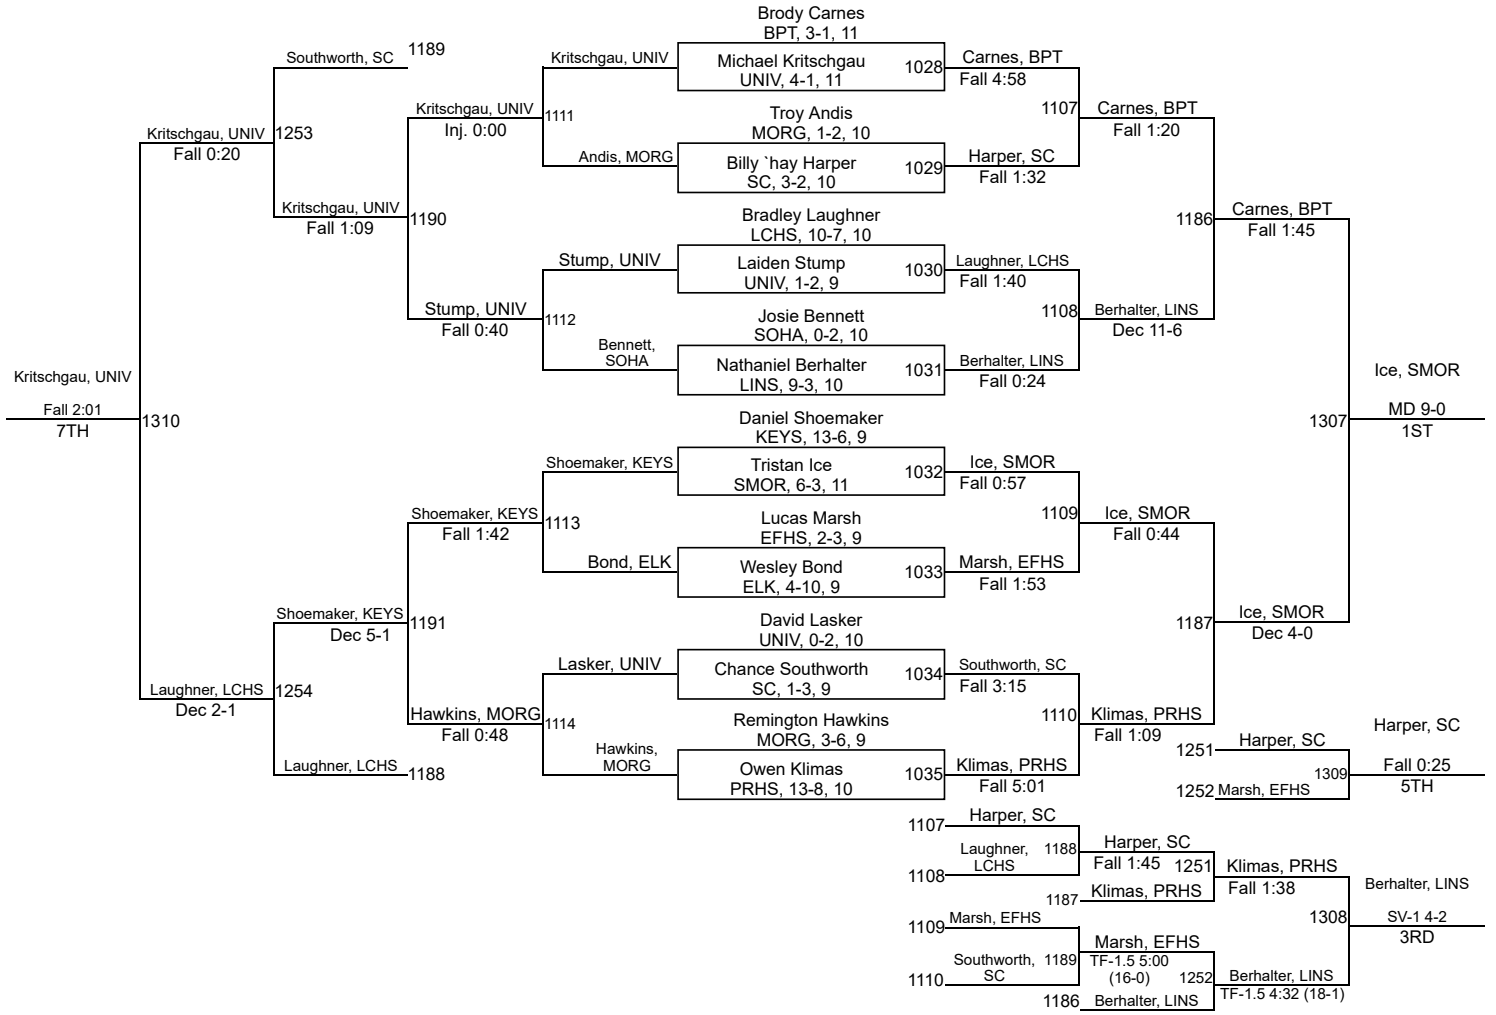 Brody Carnes
BPT, 3-1, 11
Michael Kritschgau
UNIV, 4-1, 11
1028
Troy Andis
MORG, 1-2, 10
Billy `hay Harper
SC, 3-2, 10
1029
Bradley Laughner
LCHS, 10-7, 10
Laiden Stump
UNIV, 1-2, 9
1030
Josie Bennett
SOHA, 0-2, 10
Nathaniel Berhalter
LINS, 9-3, 10
1031
Daniel Shoemaker
KEYS, 13-6, 9
Tristan Ice
SMOR, 6-3, 11
1032
Lucas Marsh
EFHS, 2-3, 9
Wesley Bond
ELK, 4-10, 9
1033
David Lasker
UNIV, 0-2, 10
Chance Southworth
SC, 1-3, 9
1034
Remington Hawkins
MORG, 3-6, 9
Owen Klimas
PRHS, 13-8, 10
1035
Carnes, BPT
Fall 4:58
1107
Harper, SC
Fall 1:32
Laughner, LCHS
Fall 1:40
1108
Berhalter, LINS
Fall 0:24
Ice, SMOR
Fall 0:57
1109
Marsh, EFHS
Fall 1:53
Southworth, SC
Fall 3:15
1110
Klimas, PRHS
Fall 5:01
Carnes, BPT
Fall 1:20
1186
Berhalter, LINS
Dec 11-6
Ice, SMOR
Fall 0:44
1187
Klimas, PRHS
Fall 1:09
Carnes, BPT
Fall 1:45
1307
Ice, SMOR
Dec 4-0
Ice, SMOR
MD 9-0
1ST
Kritschgau, UNIV
1111
Andis, MORG
Stump, UNIV
1112
Bennett,
SOHA
Shoemaker, KEYS
1113
Bond, ELK
Lasker, UNIV
1114
Hawkins,
MORG
Kritschgau, UNIV
Inj. 0:00
1190
Stump, UNIV
Fall 0:40
Shoemaker, KEYS
Fall 1:42
1191
Hawkins, MORG
Fall 0:48
Southworth, SC
1189
1253
Kritschgau, UNIV
Fall 1:09
Shoemaker, KEYS
Dec 5-1
1254
Laughner, LCHS
1188
Kritschgau, UNIV
Fall 0:20
1310
Laughner, LCHS
Dec 2-1
Kritschgau, UNIV
Fall 2:01
7TH
1251
Harper, SC
1309
1252
Marsh, EFHS
Harper, SC
Fall 0:25
5TH
1107
Harper, SC
Laughner,
LCHS
1188
1108
Harper, SC
Fall 1:45
1251
1187
Klimas, PRHS
Klimas, PRHS
Fall 1:38
1109
Marsh, EFHS
Southworth,
SC
1189
1110
Marsh, EFHS
TF-1.5 5:00
(16-0)
1252
1186
Berhalter, LINS
Berhalter, LINS
TF-1.5 4:32 (18-1)
1308
Berhalter, LINS
SV-1 4-2
3RD